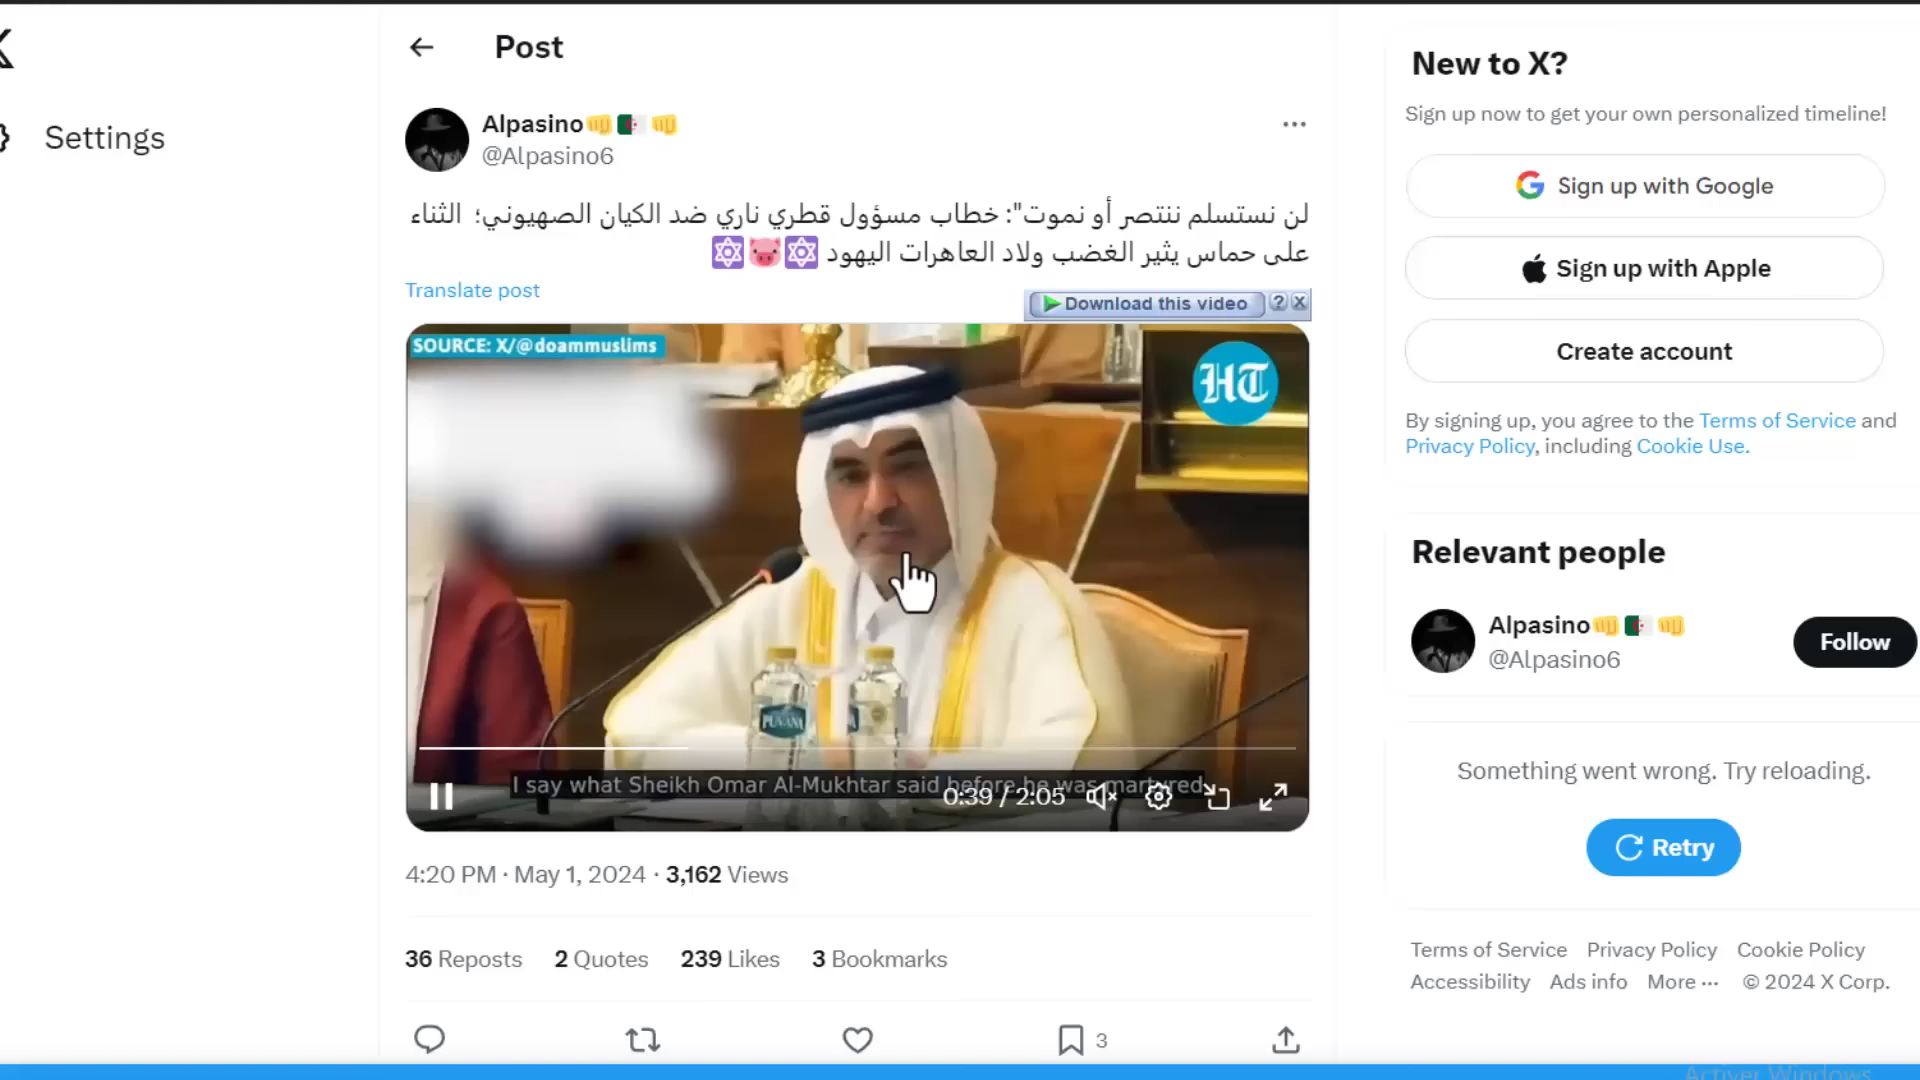 Post
Settings
Alpasino👊🇩🇿👊
@Alpasino6
لن نستسلم ننتصر أو نموت": خطاب مسؤول قطري ناري ضد الكيان الصهيوني؛ الثناء
على حماس يثير الغضب ولاد العاهرات اليهود 🔯🐷🔯
Translate post
Download this video
SOURCE: X/@doammuslims
HT
PUVANA
I say what Sheikh Omar Al-Mukhtar said before he was martyred
0:39 / 2:05
4:20 PM · May 1, 2024 · 3,162 Views
36 Reposts 2 Quotes 239 Likes 3 Bookmarks
3
New to X?
Sign up now to get your own personalized timeline!
Sign up with Google
Sign up with Apple
Create account
By signing up, you agree to the Terms of Service and
Privacy Policy, including Cookie Use.
Relevant people
Alpasino👊🇩🇿👊
@Alpasino6
Follow
Something went wrong. Try reloading.
Retry
Terms of Service Privacy Policy Cookie Policy
Accessibility Ads info More ··· © 2024 X Corp.
Activer Windows